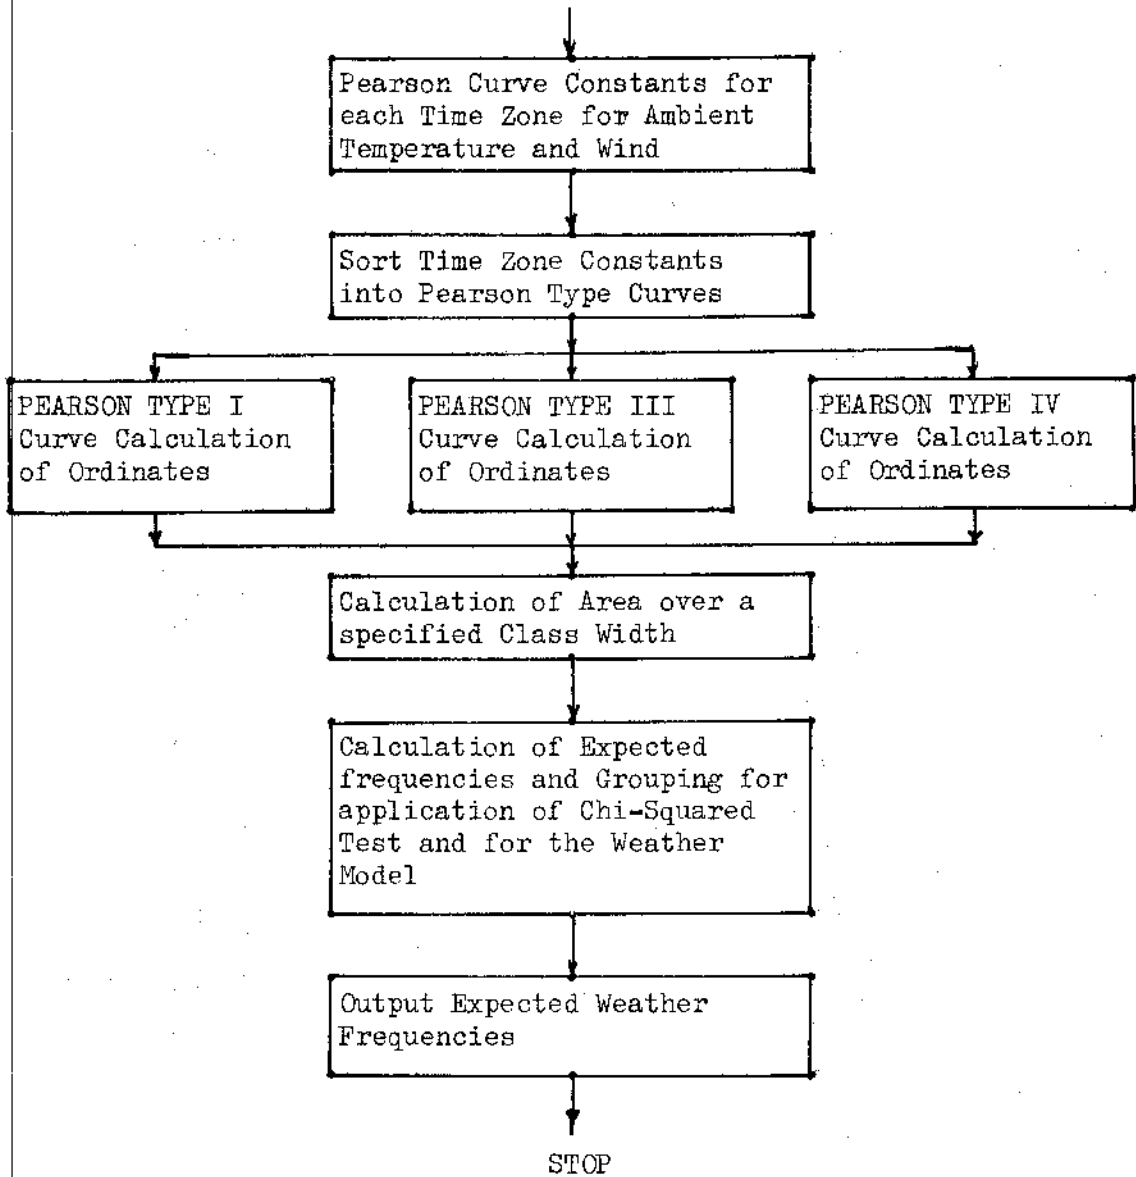 Pearson Curve Constants for
each Time Zone for Ambient
Temperature and Wind
Sort Time Zone Constants
into Pearson Type Curves
PEARSON TYPE I
Curve Calculation
of Ordinates
PEARSON TYPE III
Curve Calculation
of Ordinates
PEARSON TYPE IV
Curve Calculation
of Ordinates
Calculation of Area over a
specified Class Width
Calculation of Expected
frequencies and Grouping for
application of Chi-Squared
Test and for the Weather
Model
Output Expected Weather
Frequencies
STOP